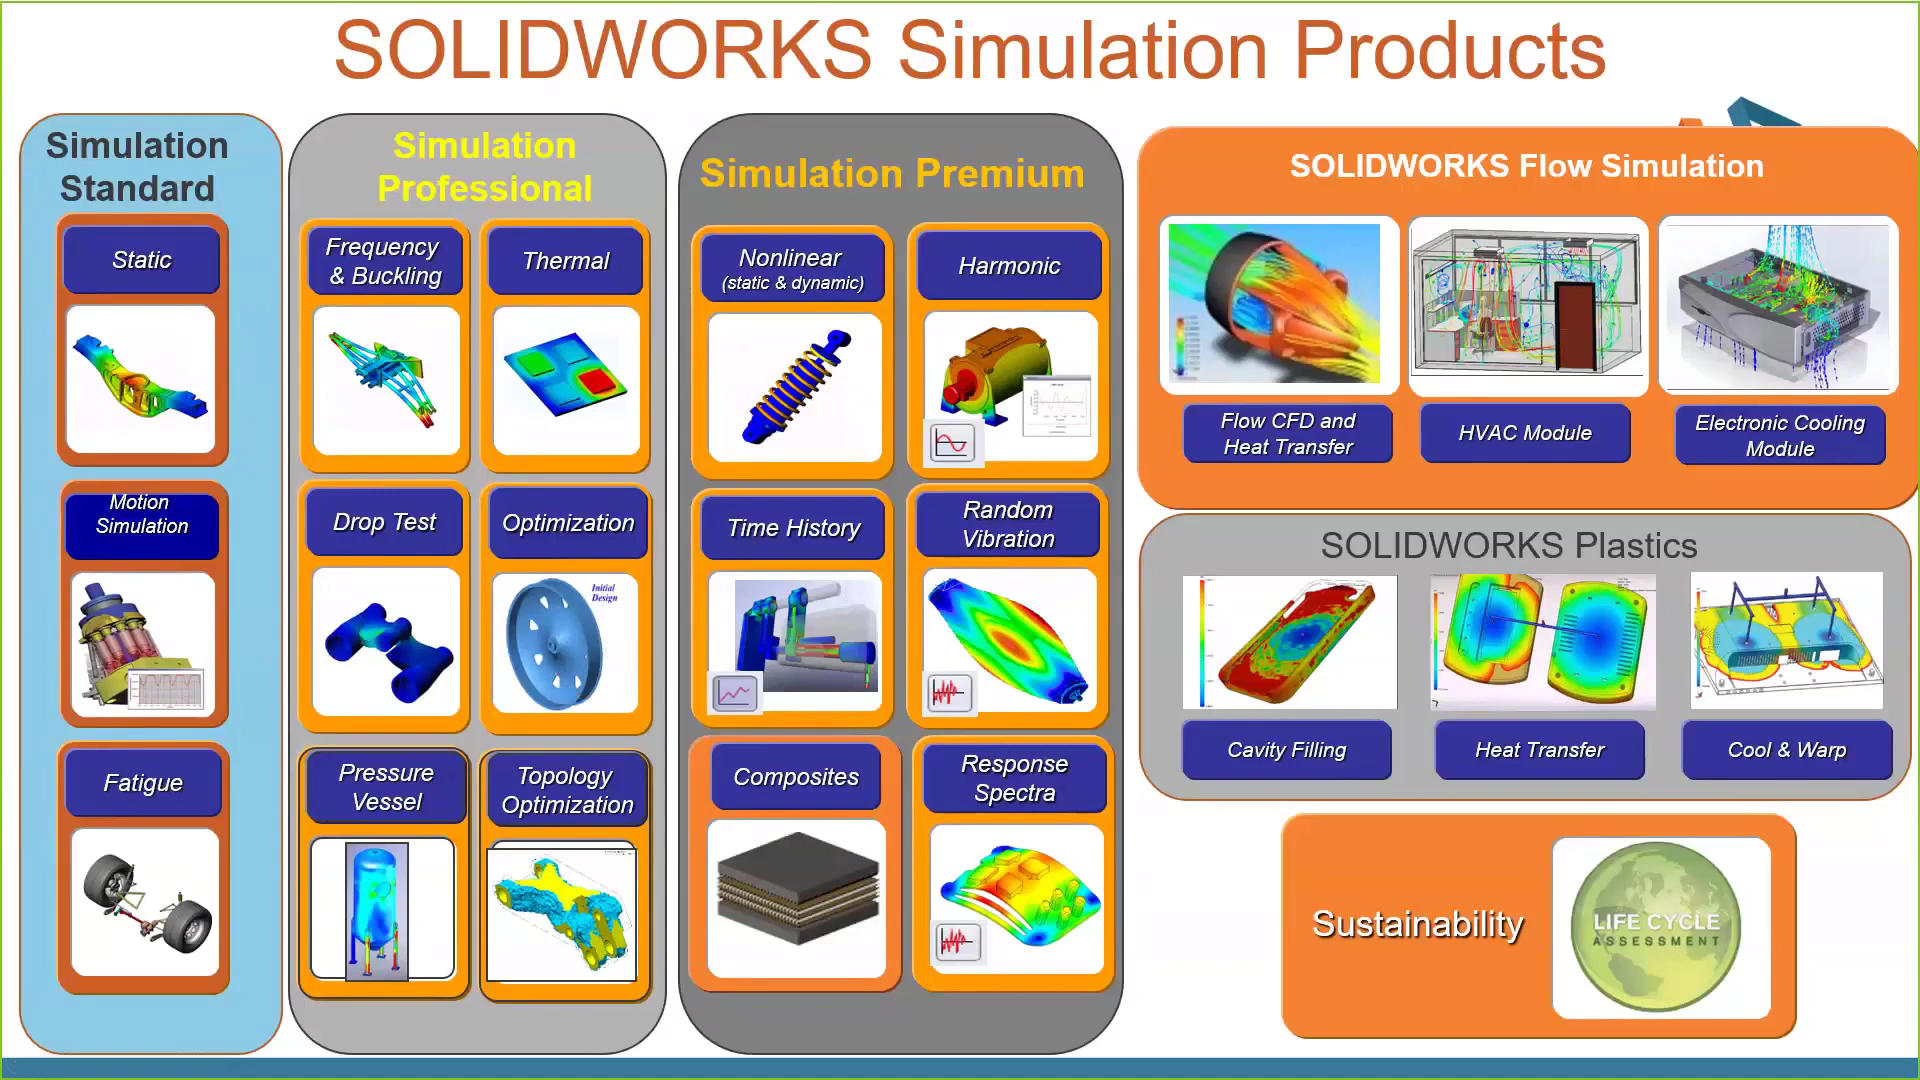 SOLIDWORKS Simulation Products
Simulation
Standard
Static
Motion
Simulation
Fatigue
Simulation
Professional
Frequency
& Buckling
Thermal
Drop Test
Optimization
Initial
Design
Pressure
Vessel
Topology
Optimization
Simulation Premium
Nonlinear
(static & dynamic)
Harmonic
Time History
Random
Vibration
Composites
Response
Spectra
SOLIDWORKS Flow Simulation
Flow CFD and
Heat Transfer
HVAC Module
Electronic Cooling
Module
SOLIDWORKS Plastics
Cavity Filling
Heat Transfer
Cool & Warp
Sustainability
LIFE CYCLE
ASSESSMENT